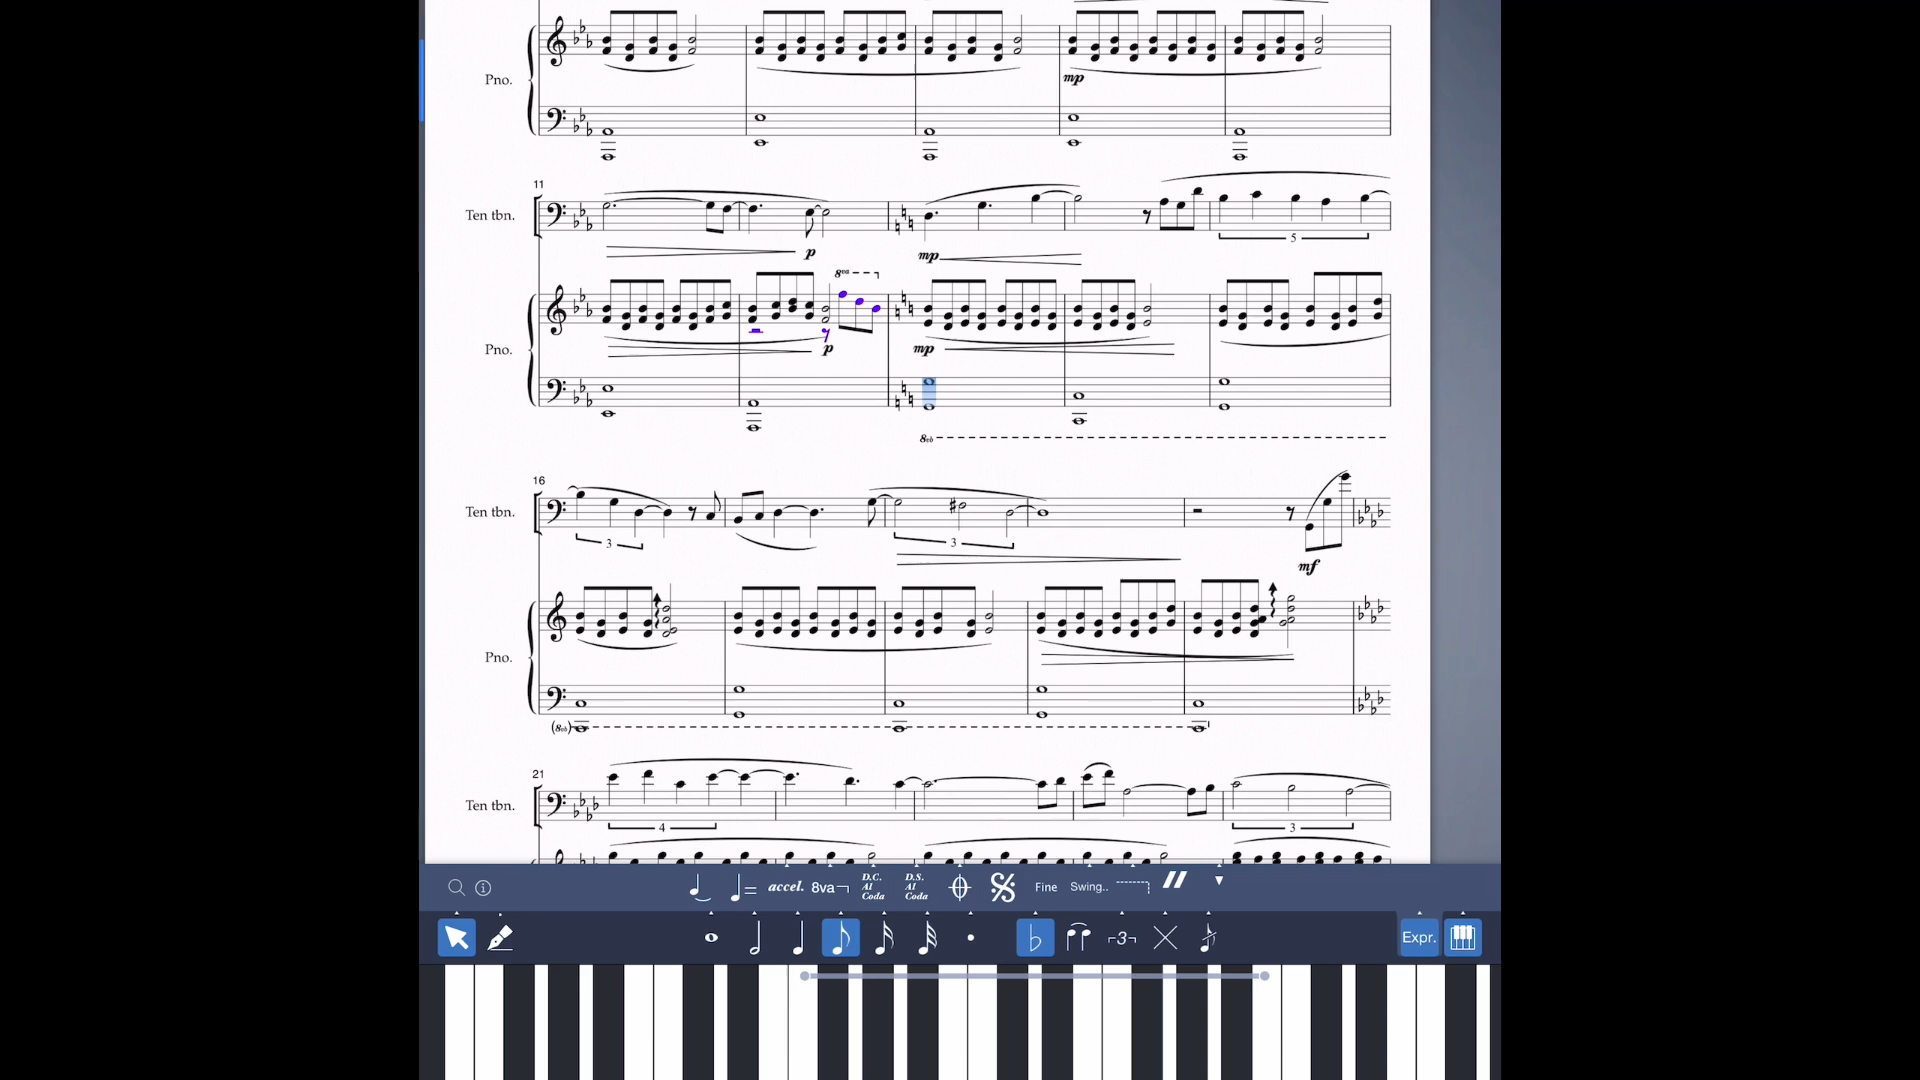 Pno.
mp
11
Ten tbn.
p
mp
5
8va
Pno.
p
mp
8vb
16
Ten tbn.
3
3
mf
Pno.
(8vb)
21
Ten tbn.
4
3
= accel. 8va D.C. Al Coda D.S. Al Coda Fine Swing..
3 Expr.